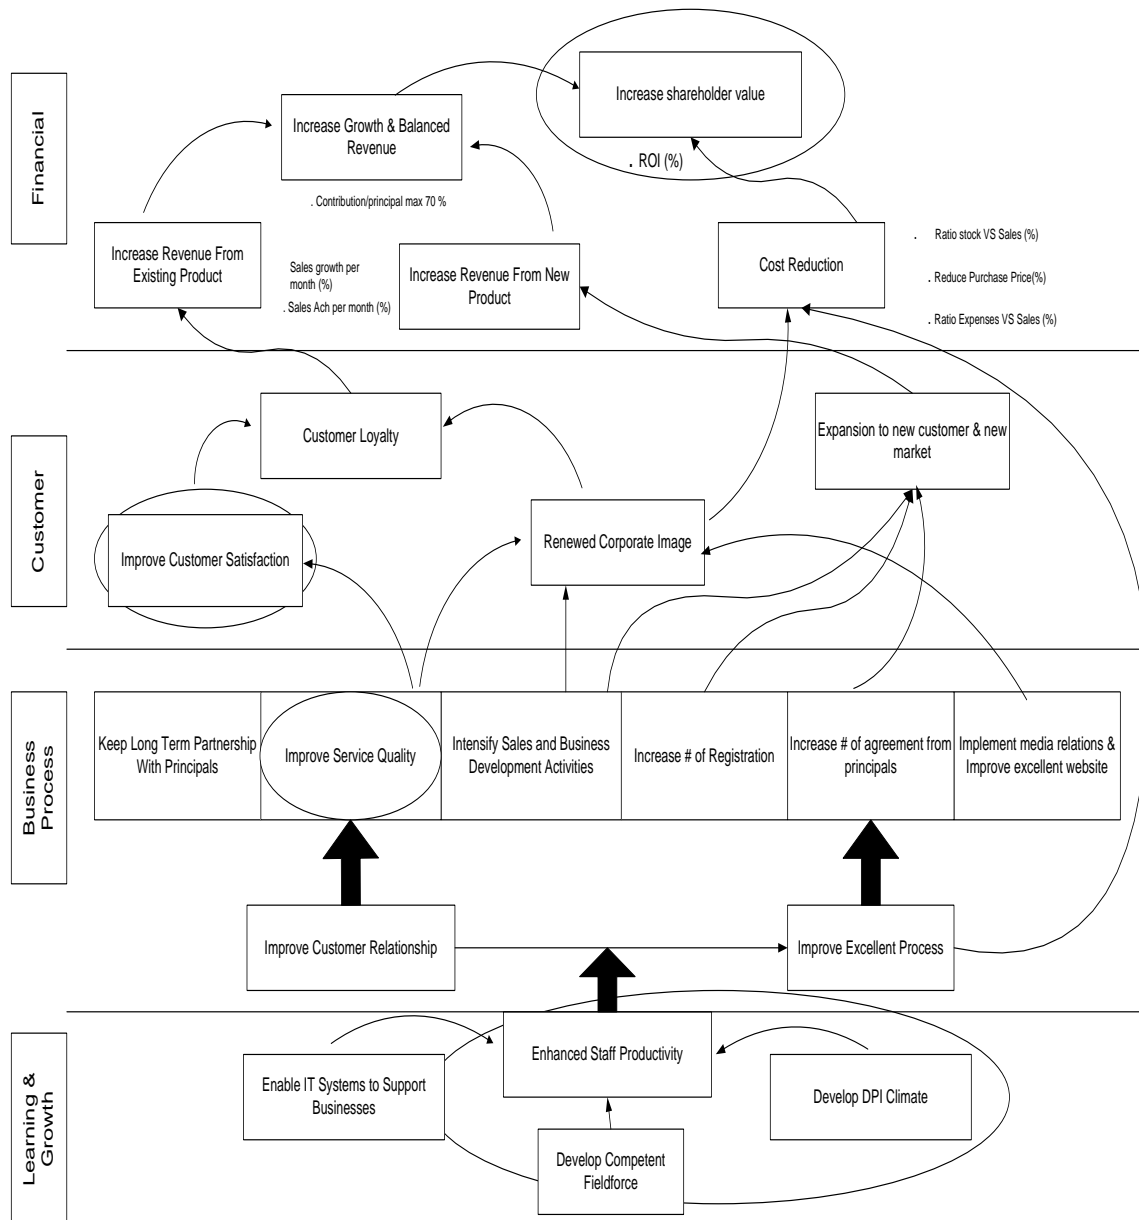 Financial
Increase shareholder value
. ROI (%)
Increase Growth & Balanced
Revenue
. Contribution/principal max 70 %
Increase Revenue From
Existing Product
Sales growth per
month (%)
. Sales Ach per month (%)
Increase Revenue From New
Product
Cost Reduction
. Ratio stock VS Sales (%)
. Reduce Purchase Price(%)
. Ratio Expenses VS Sales (%)
Customer
Customer Loyalty
Expansion to new customer & new
market
Improve Customer Satisfaction
Renewed Corporate Image
Business
Process
Keep Long Term Partnership
With Principals
Improve Service Quality
Intensify Sales and Business
Development Activities
Increase # of Registration
Increase # of agreement from
principals
Implement media relations &
Improve excellent website
Improve Customer Relationship
Improve Excellent Process
Learning &
Growth
Enhanced Staff Productivity
Enable IT Systems to Support
Businesses
Develop DPI Climate
Develop Competent
Fieldforce